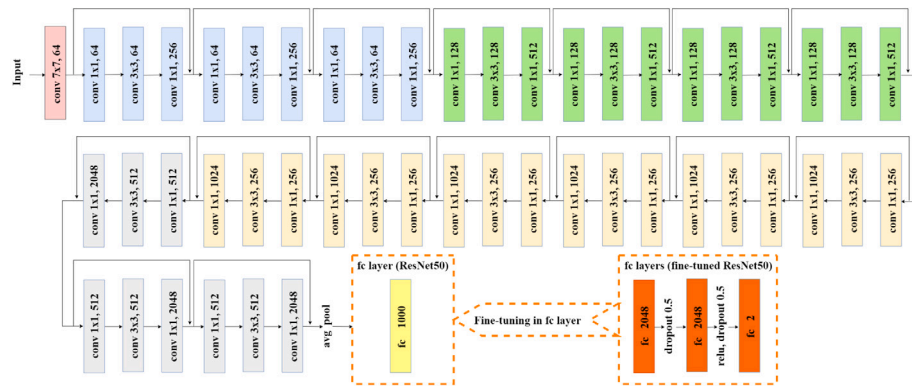 Input
conv 7x7, 64
conv 1x1, 64
conv 3x3, 64
conv 1x1, 256
conv 1x1, 64
conv 3x3, 64
conv 1x1, 256
conv 1x1, 64
conv 3x3, 64
conv 1x1, 256
conv 1x1, 128
conv 3x3, 128
conv 1x1, 512
conv 1x1, 128
conv 3x3, 128
conv 1x1, 512
conv 1x1, 128
conv 3x3, 128
conv 1x1, 512
conv 1x1, 128
conv 3x3, 128
conv 1x1, 512
conv 1x1, 2048
conv 3x3, 512
conv 1x1, 512
conv 1x1, 1024
conv 3x3, 256
conv 1x1, 256
conv 1x1, 1024
conv 3x3, 256
conv 1x1, 256
conv 1x1, 1024
conv 3x3, 256
conv 1x1, 256
conv 1x1, 1024
conv 3x3, 256
conv 1x1, 256
conv 1x1, 1024
conv 3x3, 256
conv 1x1, 256
conv 1x1, 1024
conv 3x3, 256
conv 1x1, 256
conv 1x1, 512
conv 3x3, 512
conv 1x1, 2048
conv 1x1, 512
conv 3x3, 512
conv 1x1, 2048
avg_pool
fc layer (ResNet50)
fc 1000
Fine-tuning in fc layer
fc layers (fine-tuned ResNet50)
fc 2048
dropout 0.5
fc 2048
relu, dropout 0.5
fc 2